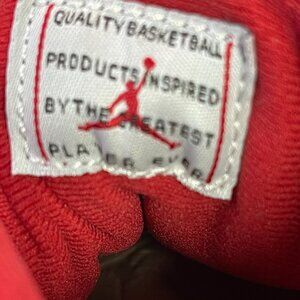 QUALITY BASKETBALL
PRODUCTS INSPIRED
BY THE GREATEST
PLAYER EVER